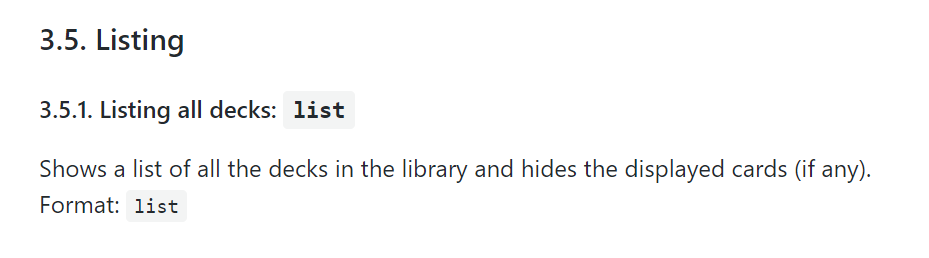 3.5. Listing
3.5.1. Listing all decks: list
Shows a list of all the decks in the library and hides the displayed cards (if any).
Format: list